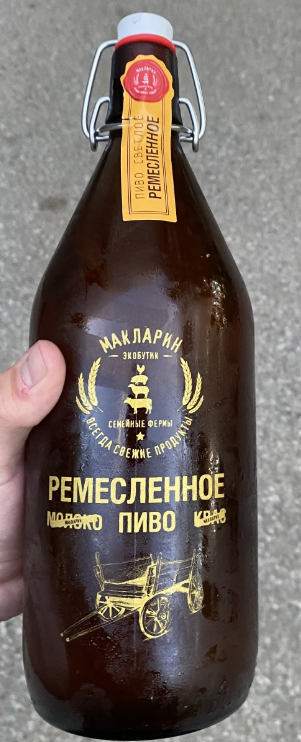 ПИВО СВЕТЛОЕ
РЕМЕСЛЕННОЕ
МАКЛАРИН
ЭКОБУТИК
СЕМЕЙНЫЕ ФЕРМЫ
ВСЕГДА СВЕЖИЕ ПРОДУКТЫ
РЕМЕСЛЕННОЕ
МОЛОКО ПИВО КВАС